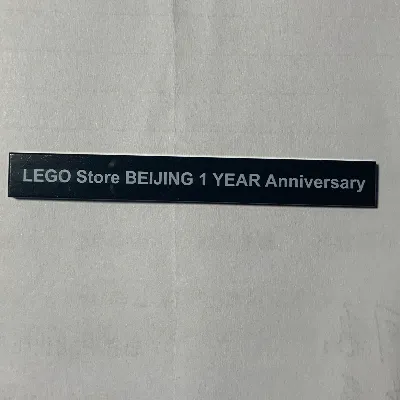 LEGO Store BEIJING 1 YEAR Anniversary